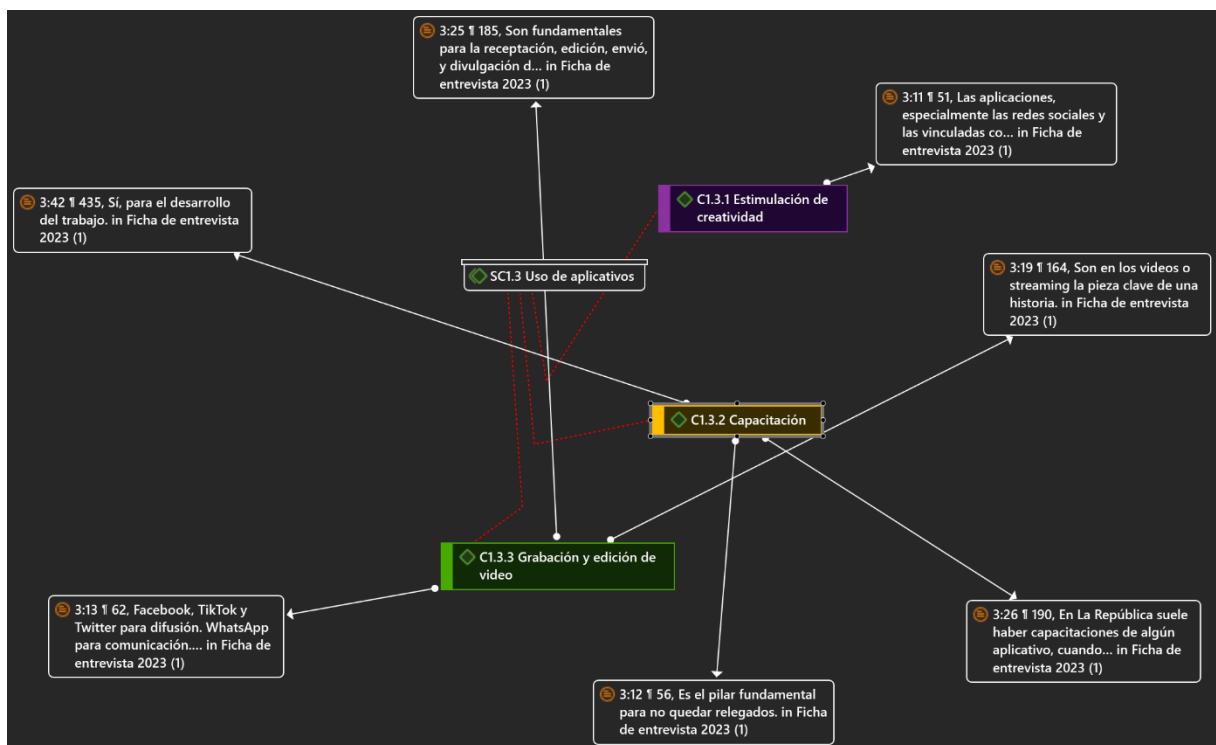 3:25 ¶ 185, Son fundamentales
para la receptación, edición, envió,
y divulgación d... in Ficha de
entrevista 2023 (1)
3:11 ¶ 51, Las aplicaciones,
especialmente las redes sociales y
las vinculadas co... in Ficha de
entrevista 2023 (1)
3:42 ¶ 435, Sí, para el desarrollo
del trabajo. in Ficha de entrevista
2023 (1)
C1.3.1 Estimulación de
creatividad
SC1.3 Uso de aplicativos
3:19 ¶ 164, Son en los videos o
streaming la pieza clave de una
historia. in Ficha de entrevista
2023 (1)
C1.3.2 Capacitación
C1.3.3 Grabación y edición de
video
3:13 ¶ 62, Facebook, TikTok y
Twitter para difusión. WhatsApp
para comunicación.... in Ficha de
entrevista 2023 (1)
3:26 ¶ 190, En La República suele
haber capacitaciones de algún
aplicativo, cuando... in Ficha de
entrevista 2023 (1)
3:12 ¶ 56, Es el pilar fundamental
para no quedar relegados. in Ficha
de entrevista 2023 (1)